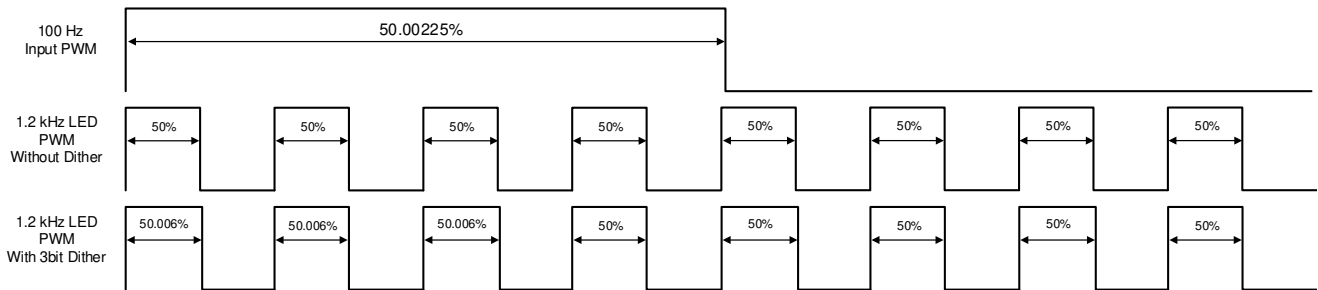 100 Hz
Input PWM
50.00225%
1.2 kHz LED
PWM
Without Dither
50% 50% 50% 50% 50% 50% 50% 50%
1.2 kHz LED
PWM
With 3bit Dither
50.006% 50.006% 50.006% 50% 50% 50% 50% 50%